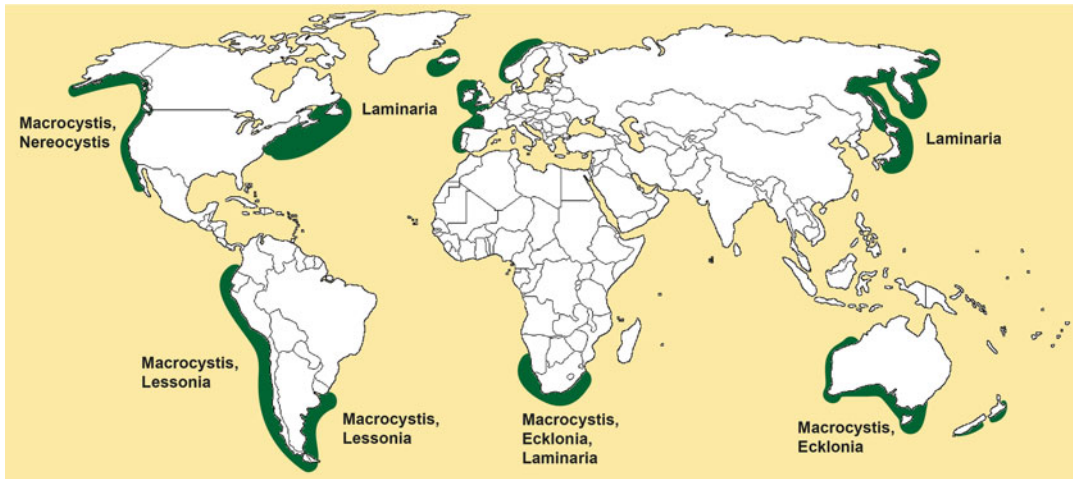 Macrocystis,
Nereocystis
Laminaria
Laminaria
Macrocystis,
Lessonia
Macrocystis,
Lessonia
Macrocystis,
Ecklonia,
Laminaria
Macrocystis,
Ecklonia